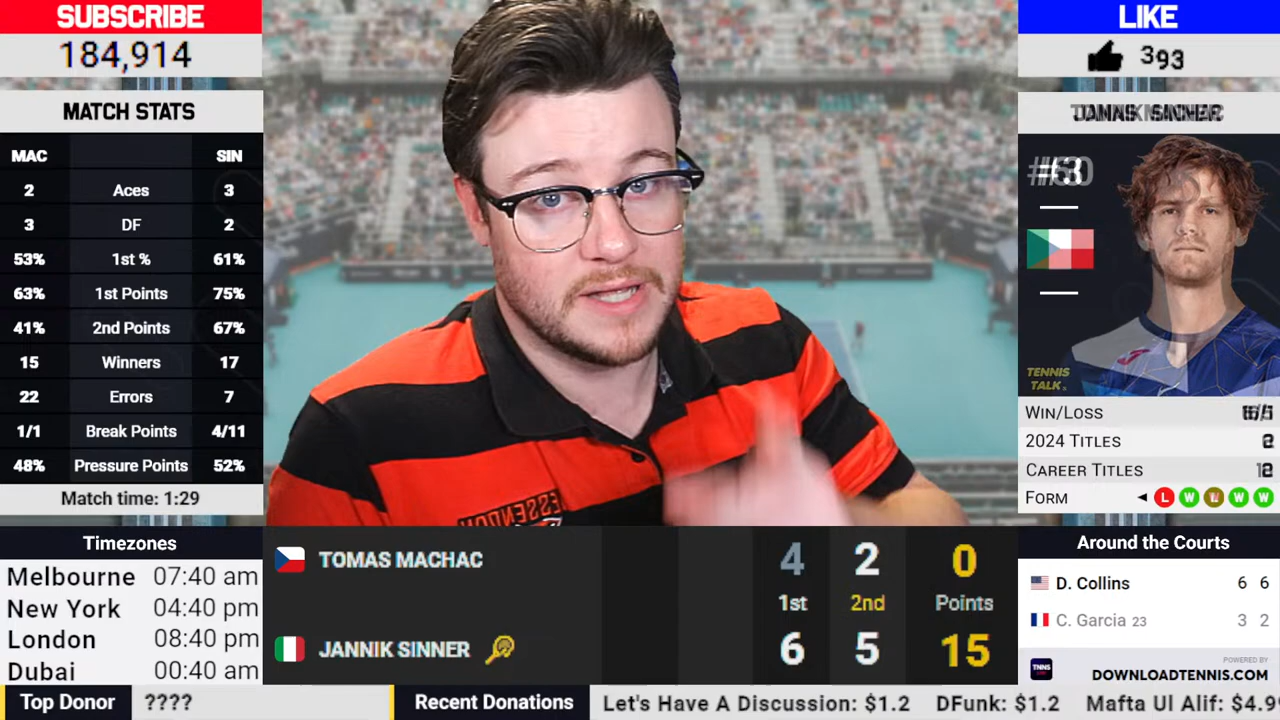 SUBSCRIBE
184,914
MATCH STATS
MAC SIN
2 Aces 3
3 DF 2
53% 1st % 61%
63% 1st Points 75%
41% 2nd Points 67%
15 Winners 17
22 Errors 7
1/1 Break Points 4/11
48% Pressure Points 52%
Match time: 1:29
Timezones
Melbourne 07:40 am
New York 04:40 pm
London 08:40 pm
Dubai 00:40 am
ESSENDON
TOMAS MACHAC 4 2 0
1st 2nd Points
JANNIK SINNER 6 5 15
LIKE
393
SINNER
TENNIS
TALK
WIN/LOSS
2024 TITLES
CAREER TITLES
FORM L W W W
Around the Courts
D. Collins 6 6
C. Garcia 23 3 2
TNNS
POWERED BY
DOWNLOADTENNIS.COM
Top Donor ???? Recent Donations Let's Have A Discussion: $1.2 DFunk: $1.2 Mafta Ul Alif: $4.9